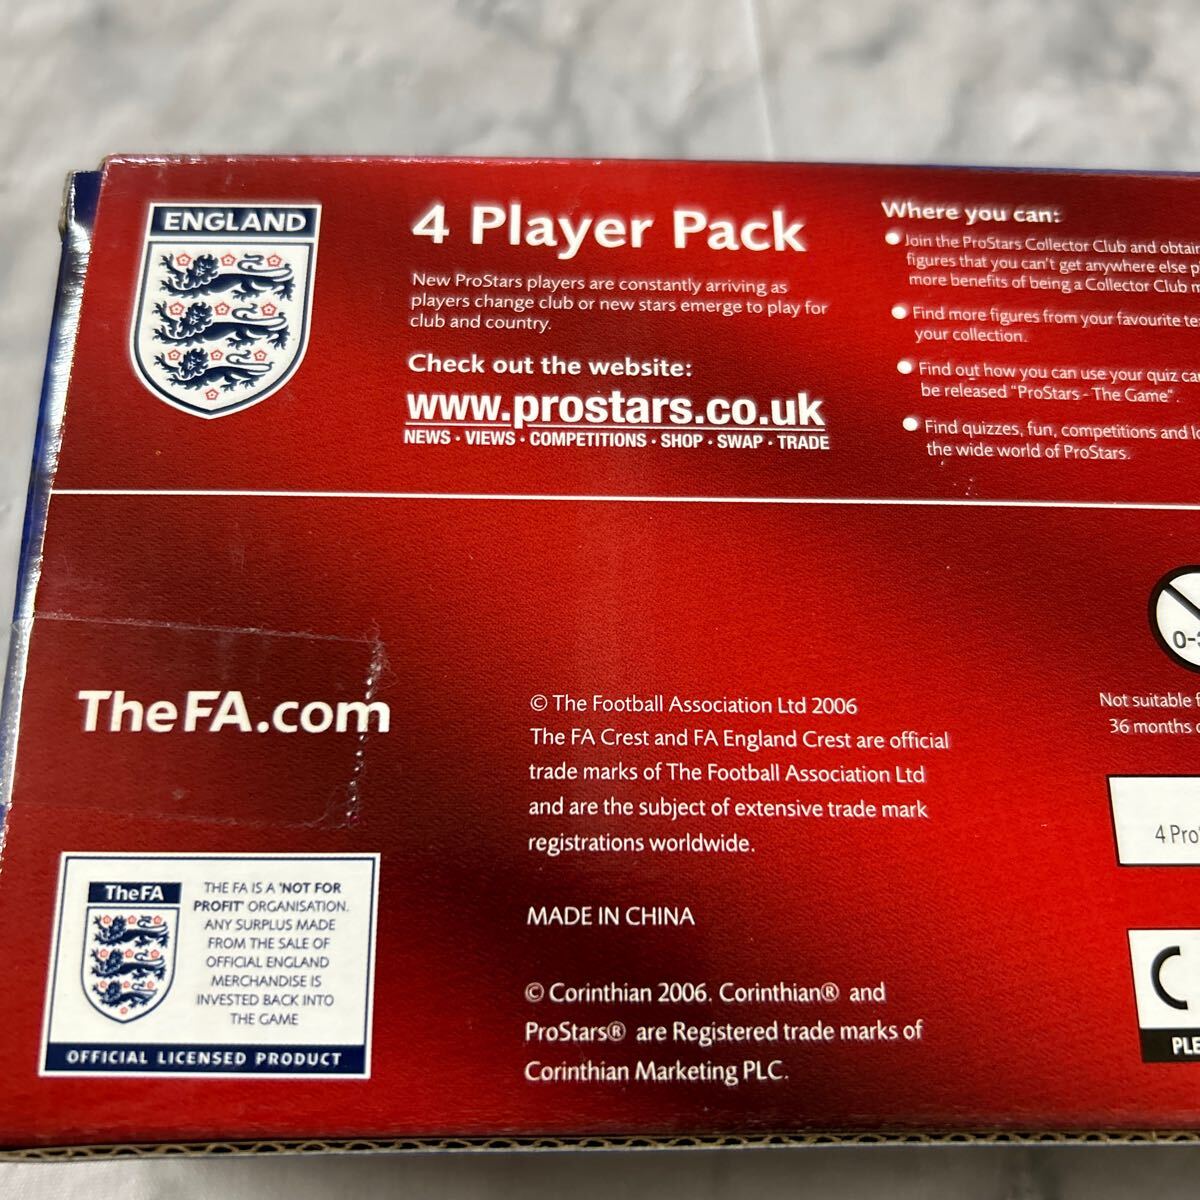 ENGLAND
4 Player Pack
New ProStars players are constantly arriving as
players change club or new stars emerge to play for
club and country.
Check out the website:
www.prostars.co.uk
NEWS · VIEWS · COMPETITIONS · SHOP · SWAP · TRADE
Where you can:
Join the ProStars Collector Club and obtain
figures that you can't get anywhere else
more benefits of being a Collector Club
Find more figures from your favourite
your collection.
Find out how you can use your quiz
be released "ProStars - The Game".
Find quizzes, fun, competitions and
the wide world of ProStars.
TheFA.com
© The Football Association Ltd 2006
The FA Crest and FA England Crest are official
trade marks of The Football Association Ltd
and are the subject of extensive trade mark
registrations worldwide.
MADE IN CHINA
© Corinthian 2006. Corinthian® and
ProStars® are Registered trade marks of
Corinthian Marketing PLC.
TheFA
THE FA IS A 'NOT FOR
PROFIT' ORGANISATION.
ANY SURPLUS MADE
FROM THE SALE OF
OFFICIAL ENGLAND
MERCHANDISE IS
INVESTED BACK INTO
THE GAME
OFFICIAL LICENSED PRODUCT
Not suitable
36 months
4